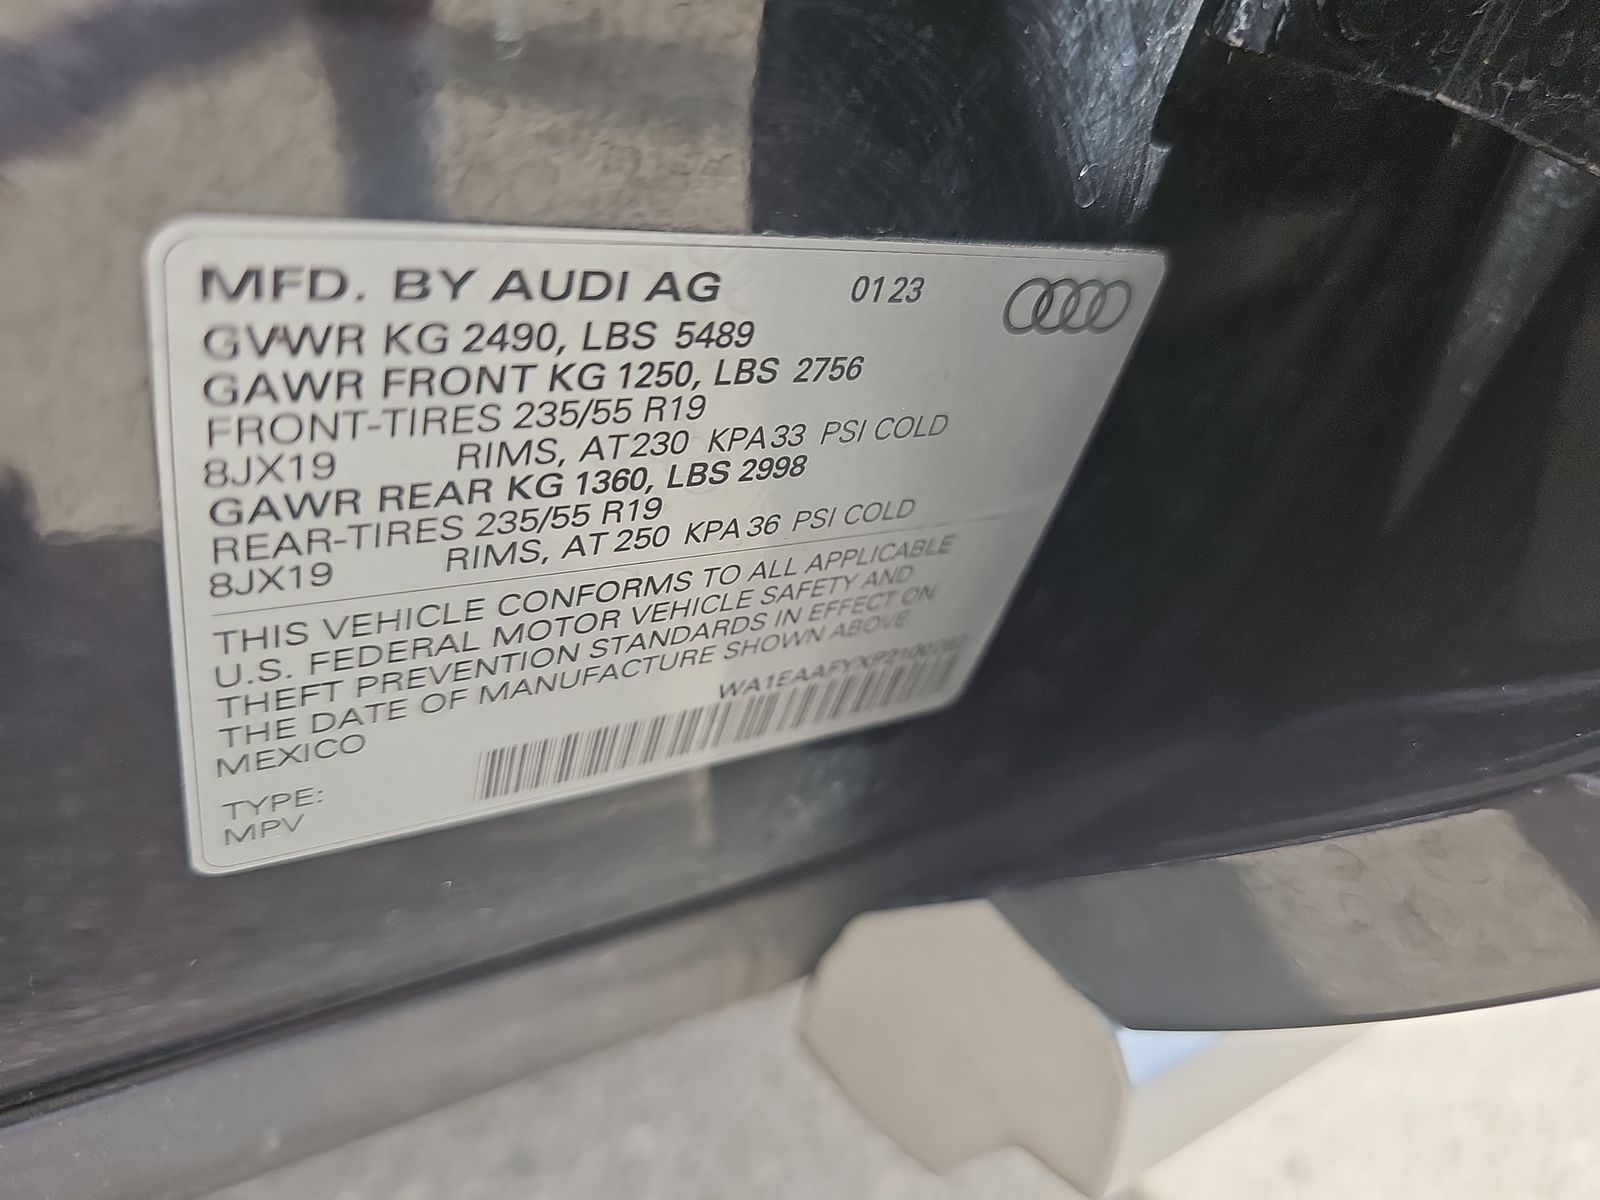 MFD. BY AUDI AG 0123
GVWR KG 2490, LBS 5489
GAWR FRONT KG 1250, LBS 2756
FRONT-TIRES 235/55 R19
8JX19 RIMS, AT 230 KPA 33 PSI COLD
GAWR REAR KG 1360, LBS 2998
REAR-TIRES 235/55 R19
8JX19 RIMS, AT 250 KPA 36 PSI COLD
THIS VEHICLE CONFORMS TO ALL APPLICABLE
U.S. FEDERAL MOTOR VEHICLE SAFETY AND
THEFT PREVENTION STANDARDS IN EFFECT ON
THE DATE OF MANUFACTURE SHOWN ABOVE
MEXICO
TYPE:
MPV